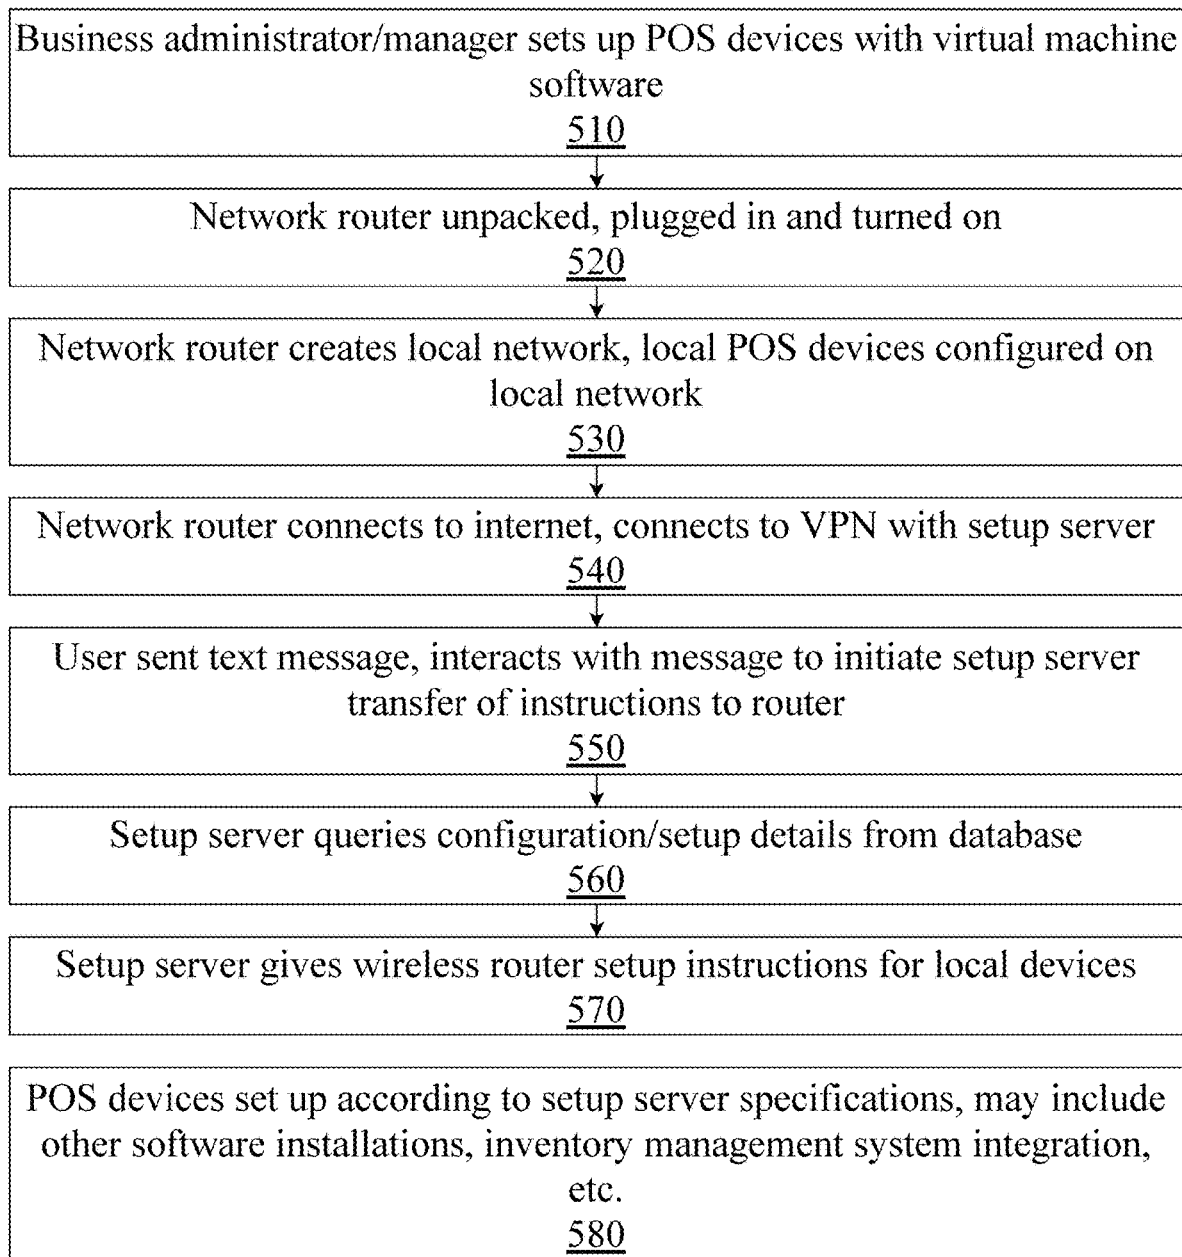 Business administrator/manager sets up POS devices with virtual machine
software
510
Network router unpacked, plugged in and turned on
520
Network router creates local network, local POS devices configured on
local network
530
Network router connects to internet, connects to VPN with setup server
540
User sent text message, interacts with message to initiate setup server
transfer of instructions to router
550
Setup server queries configuration/setup details from database
560
Setup server gives wireless router setup instructions for local devices
570
POS devices set up according to setup server specifications, may include
other software installations, inventory management system integration,
etc.
580